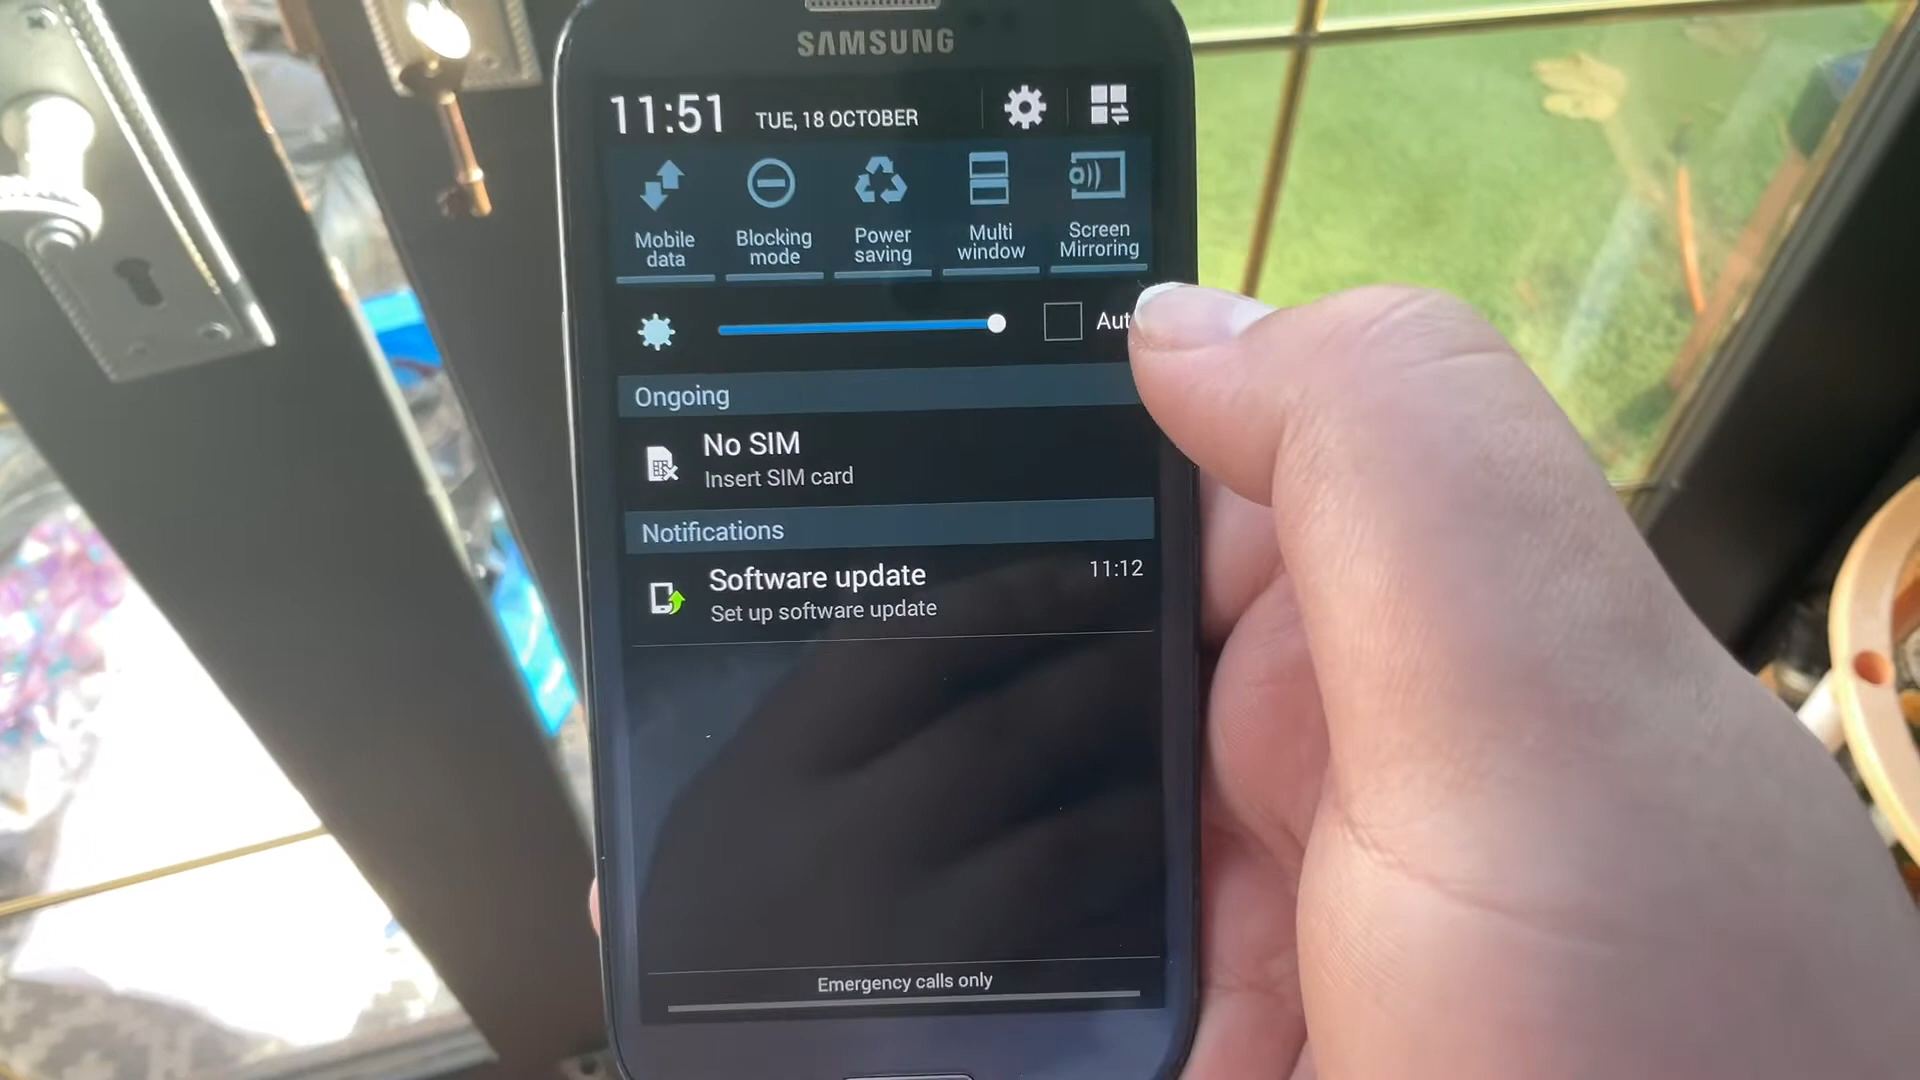 SAMSUNG
11:51 TUE, 18 OCTOBER
Mobile data
Blocking mode
Power saving
Multi window
Screen Mirroring
Aut
Ongoing
No SIM
Insert SIM card
Notifications
Software update 11:12
Set up software update
Emergency calls only